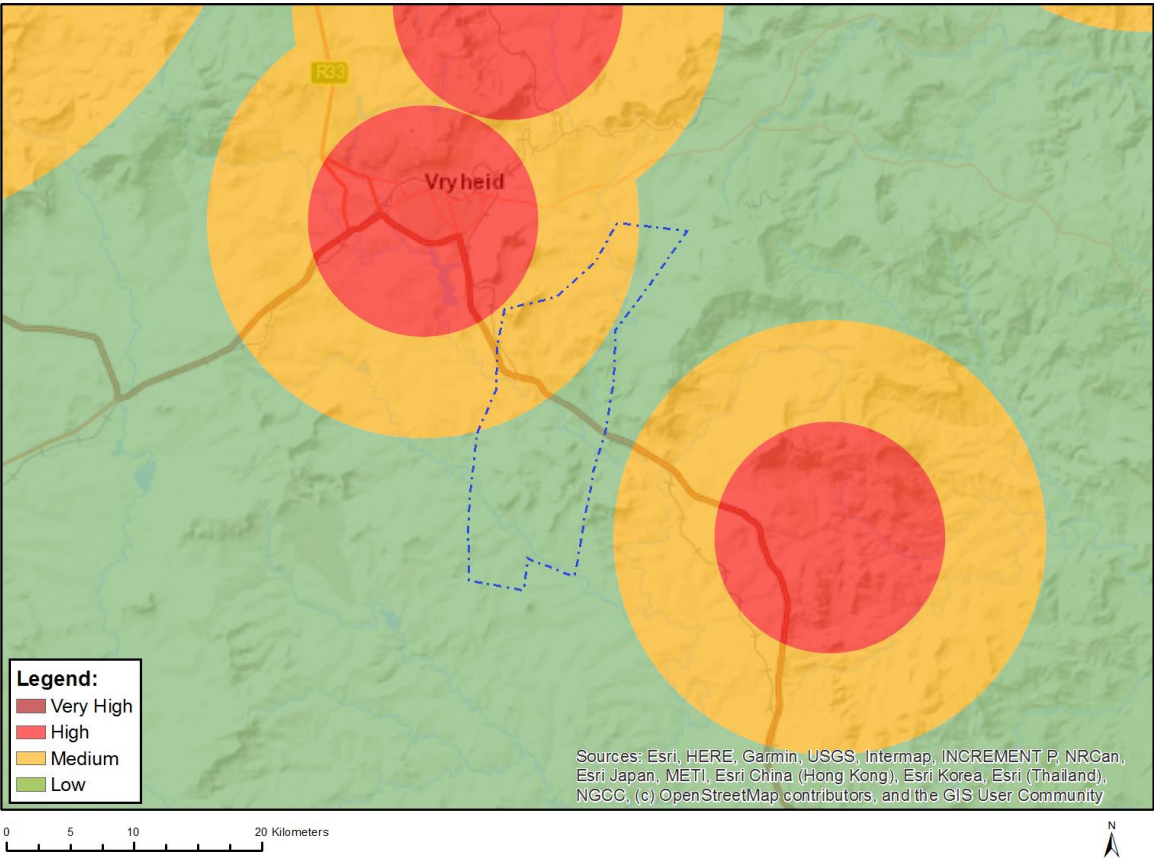 R33
Vryheid
Legend:
Very High
High
Medium
Low
Sources: Esri, HERE, Garmin, USGS, Intermap, INCREMENT P, NRCan,
Esri Japan, METI, Esri China (Hong Kong), Esri Korea, Esri (Thailand),
NGCC, (c) OpenStreetMap contributors, and the GIS User Community
0 5 10 20 Kilometers
N